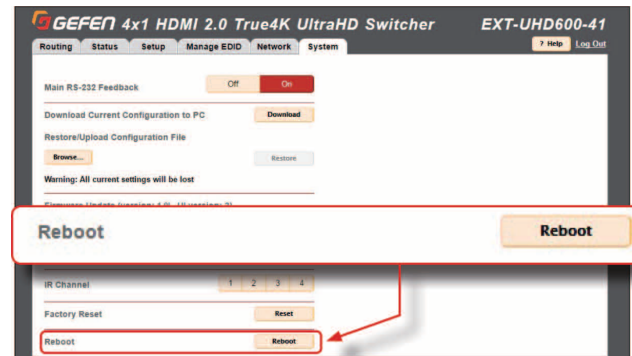 GEFEN 4x1 HDMI 2.0 True4K UltraHD Switcher EXT-UHD600-41
Routing Status Setup Manage EDID Network System ? Help Log Out
Main RS-232 Feedback Off On
Download Current Configuration to PC Download
Restore/Upload Configuration File
Browse... Restore
Warning: All current settings will be lost
Reboot Reboot
IR Channel 1 2 3 4
Factory Reset Reset
Reboot Reboot